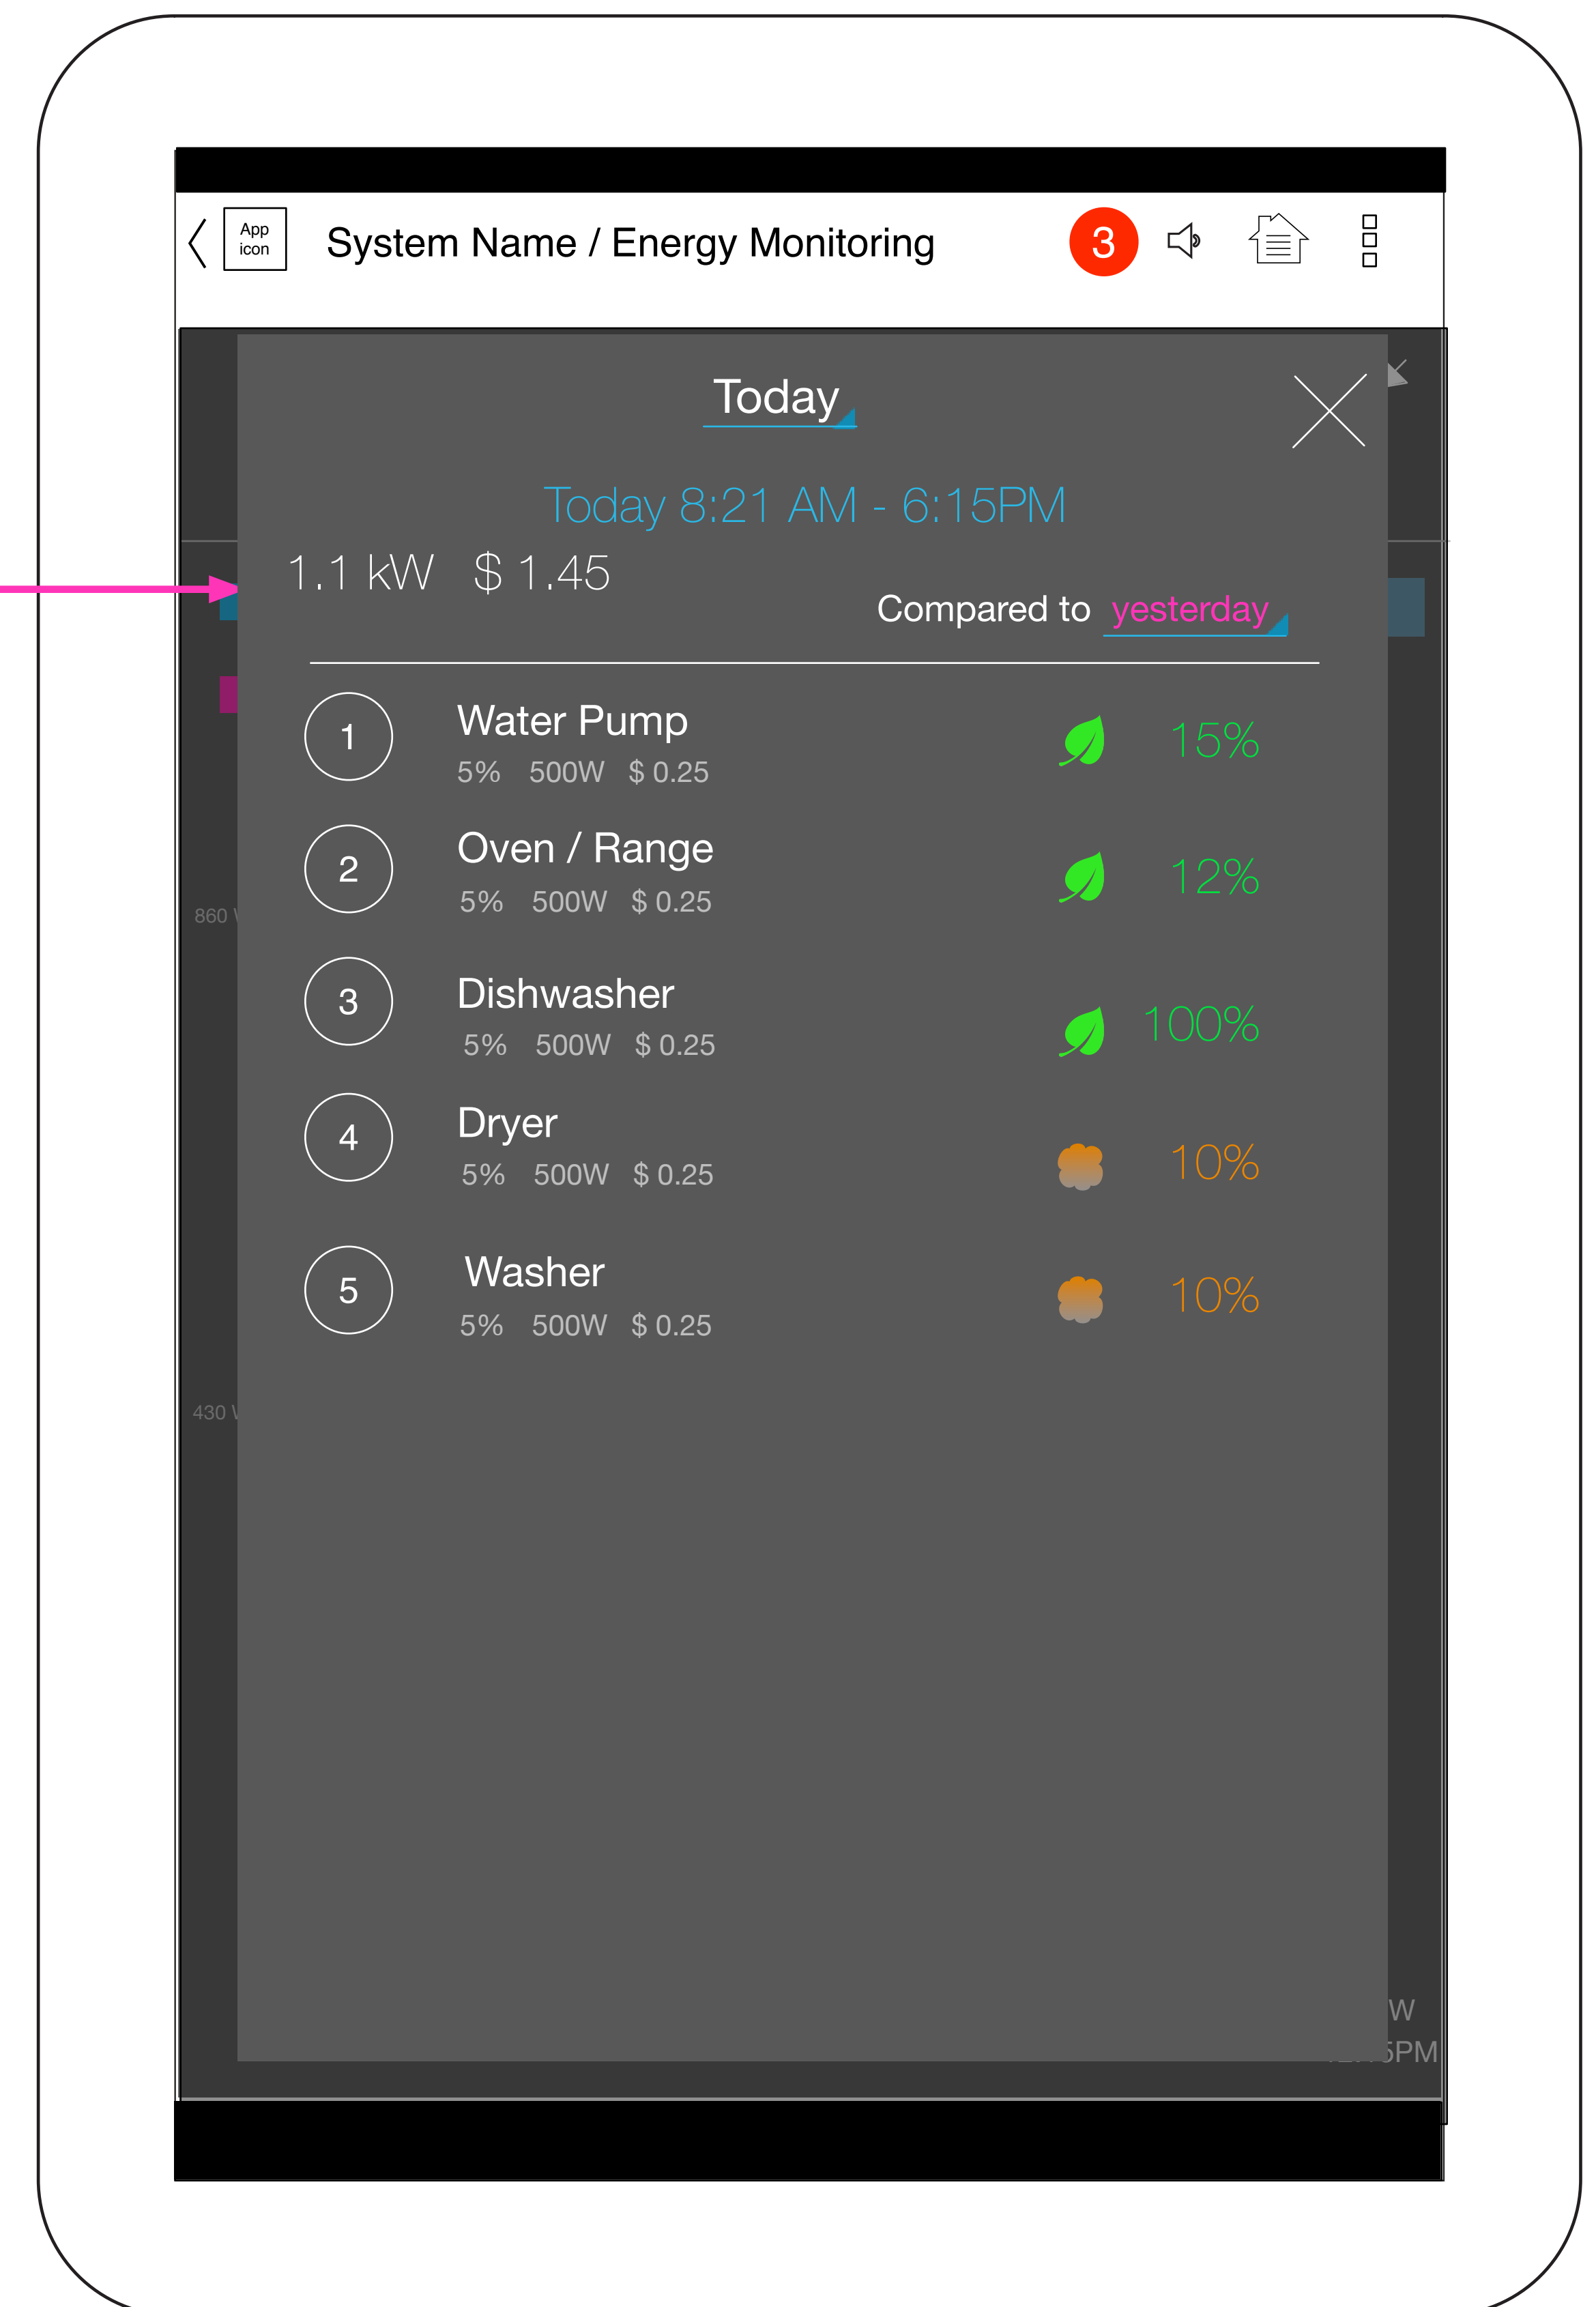 App
icon
System Name / Energy Monitoring
3
Today
Today 8:21 AM - 6:15PM
1.1 kW $ 1.45
Compared to yesterday
1
Water Pump
5% 500W $ 0.25
15%
2
Oven / Range
5% 500W $ 0.25
12%
860
3
Dishwasher
5% 500W $ 0.25
100%
4
Dryer
5% 500W $ 0.25
10%
5
Washer
5% 500W $ 0.25
10%
430
W
5PM